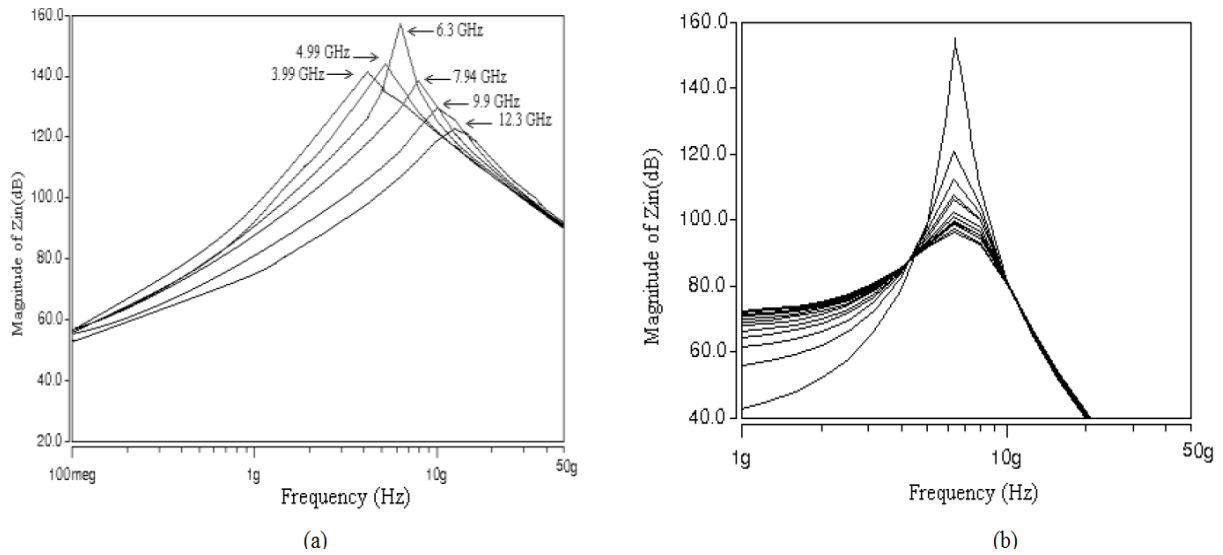 160.0
140.0
120.0
100.0
80.0
60.0
40.0
20.0
Magnitude of Zin(dB)
6.3 GHz
4.99 GHz
3.99 GHz
7.94 GHz
9.9 GHz
12.3 GHz
100meg
1g
10g
50g
Frequency (Hz)
(a)
160.0
140.0
120.0
100.0
80.0
60.0
40.0
Magnitude of Zin(dB)
1g
10g
50g
Frequency (Hz)
(b)